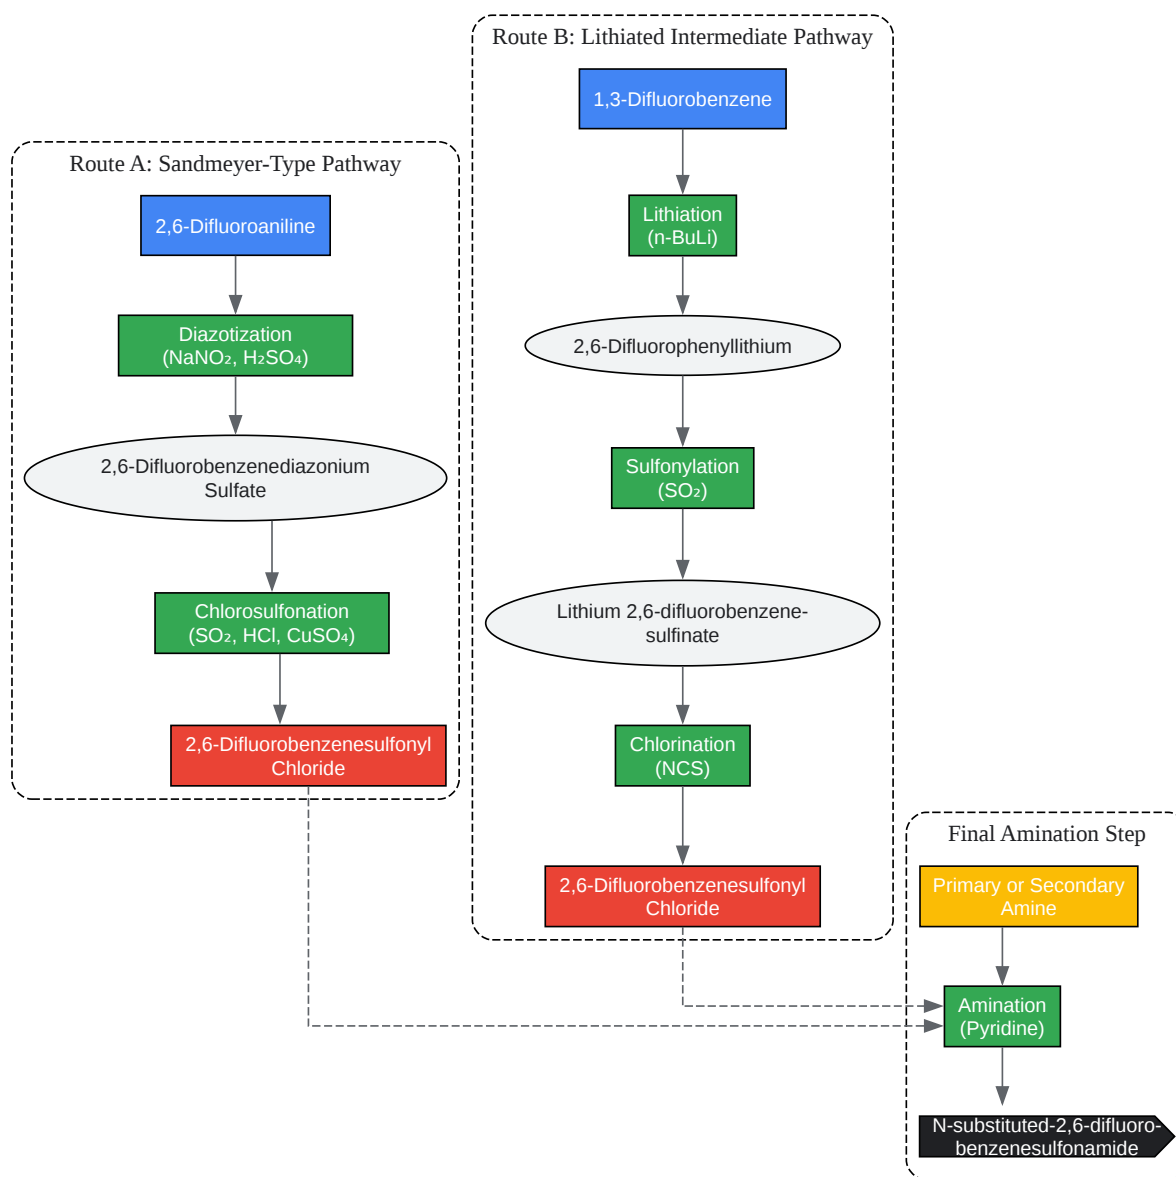 Route B: Lithiated Intermediate Pathway
1,3-Difluorobenzene
Lithiation
(n-BuLi)
2,6-Difluorophenyllithium
Sulfonylation
(SO₂)
Lithium 2,6-difluorobenzene-
sulfinate
Chlorination
(NCS)
2,6-Difluorobenzenesulfonyl
Chloride
Route A: Sandmeyer-Type Pathway
2,6-Difluoroaniline
Diazotization
(NaNO₂, H₂SO₄)
2,6-Difluorobenzenediazonium
Sulfate
Chlorosulfonation
(SO₂, HCl, CuSO₄)
2,6-Difluorobenzenesulfonyl
Chloride
Final Amination Step
Primary or Secondary
Amine
Amination
(Pyridine)
N-substituted-2,6-difluoro-
benzenesulfonamide